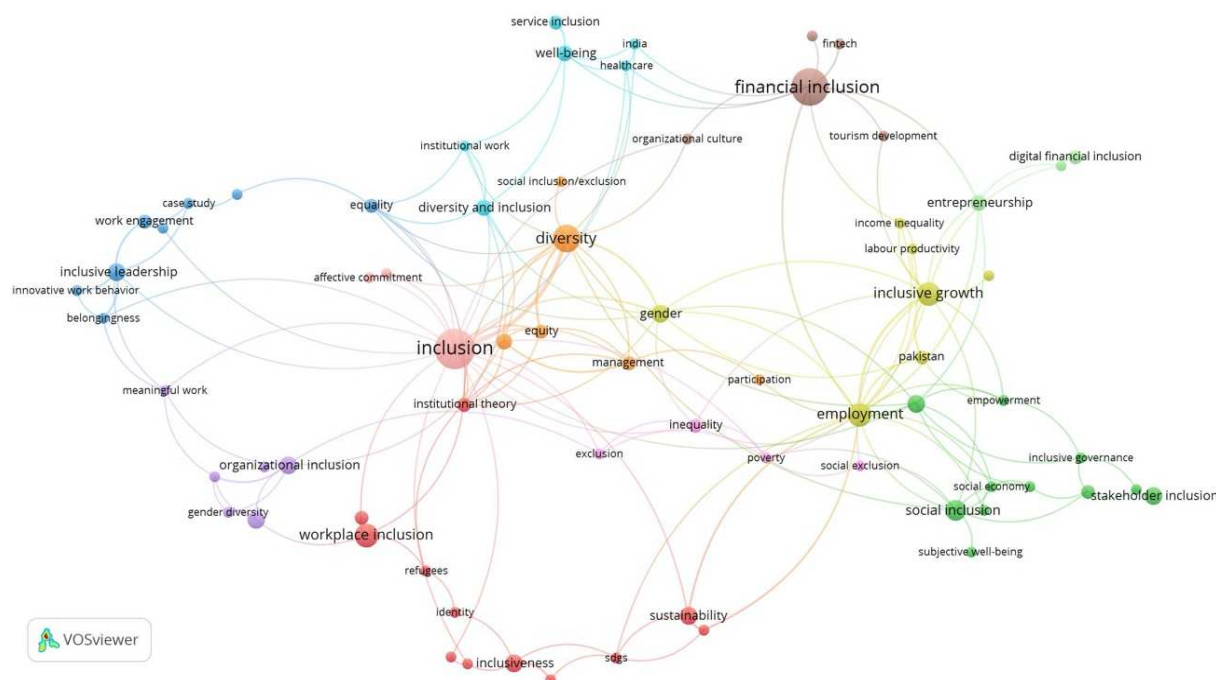 service inclusion
well-being
india
healthcare
fintech
financial inclusion
organizational culture
tourism development
institutional work
digital financial inclusion
social inclusion/exclusion
case study
equality
diversity and inclusion
entrepreneurship
work engagement
income inequality
diversity
labour productivity
inclusive leadership
affective commitment
innovative work behavior
inclusive growth
belongingness
gender
equity
inclusion
pakistan
management
participation
meaningful work
institutional theory
empowerment
employment
inequality
exclusion
poverty
inclusive governance
organizational inclusion
social exclusion
social economy
stakeholder inclusion
gender diversity
social inclusion
workplace inclusion
subjective well-being
refugees
identity
sustainability
sdgs
inclusiveness
VOSviewer